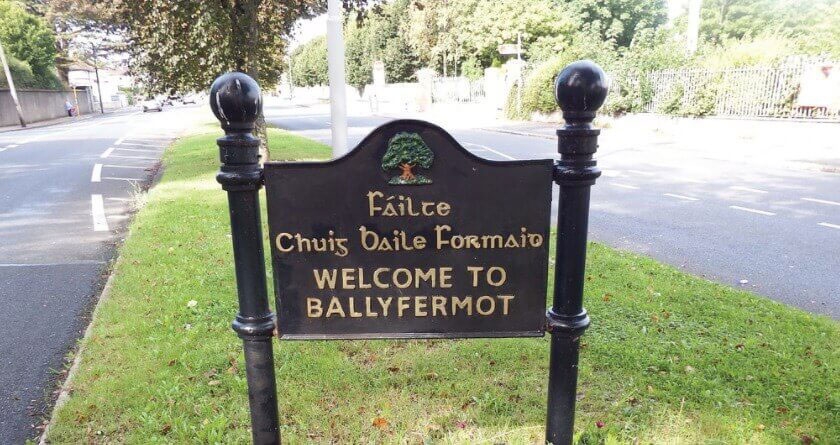 Fáilte
Chuig Baile Formaid
WELCOME TO
BALLYFERMOT